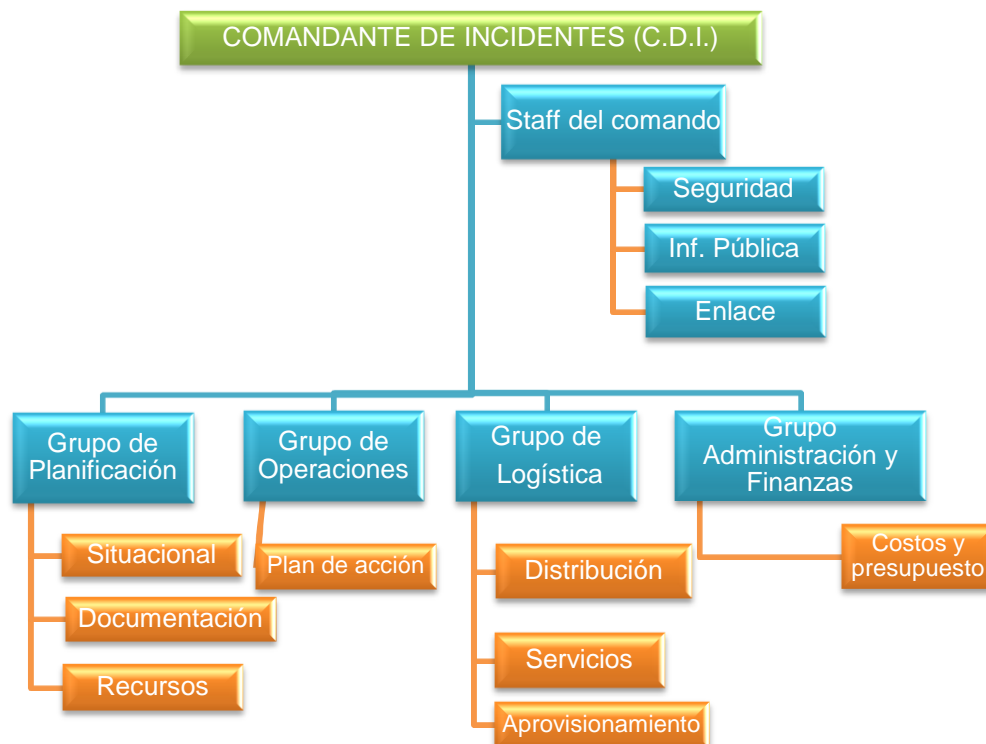 COMANDANTE DE INCIDENTES (C.D.I.)
Staff del comando
Seguridad
Inf. Pública
Enlace
Grupo de
Planificación
Situacional
Documentación
Recursos
Grupo de
Operaciones
Plan de acción
Grupo de
Logística
Distribución
Servicios
Aprovisionamiento
Grupo
Administración y
Finanzas
Costos y
presupuesto